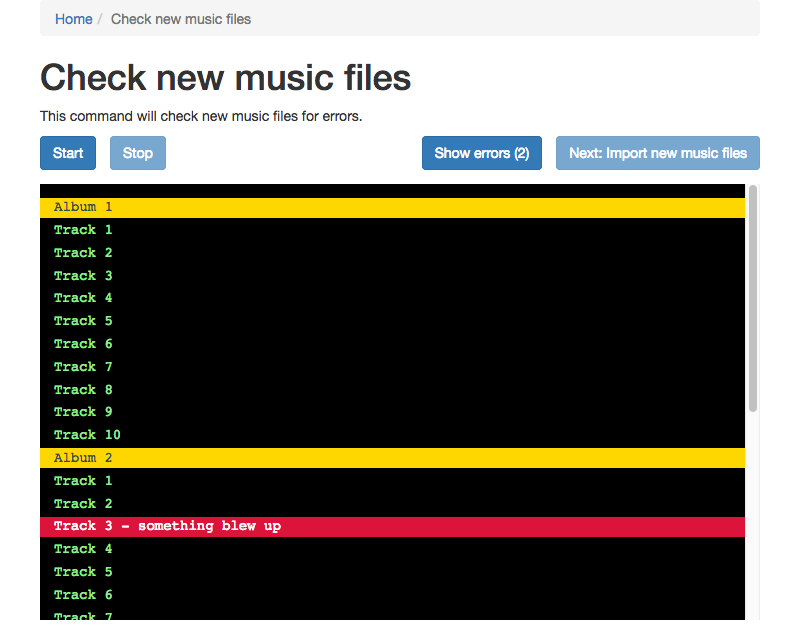 Home / Check new music files
Check new music files
This command will check new music files for errors.
Start Stop Show errors (2) Next: Import new music files
Album 1
Track 1
Track 2
Track 3
Track 4
Track 5
Track 6
Track 7
Track 8
Track 9
Track 10
Album 2
Track 1
Track 2
Track 3 - something blew up
Track 4
Track 5
Track 6
Track 7